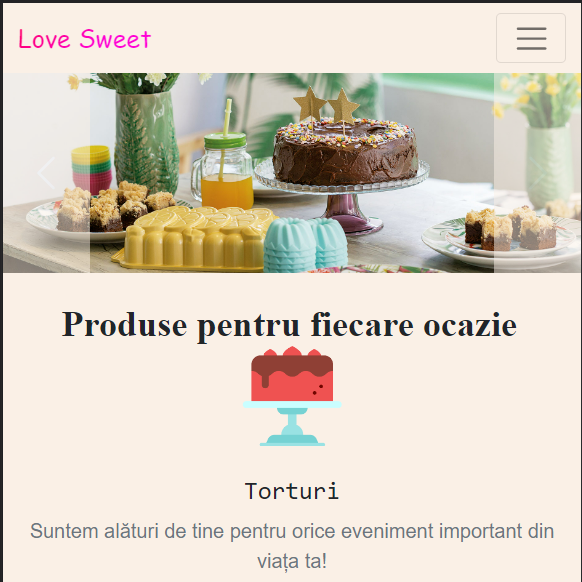 Love Sweet
Produse pentru fiecare ocazie
Torturi
Suntem alături de tine pentru orice eveniment important din
viața ta!